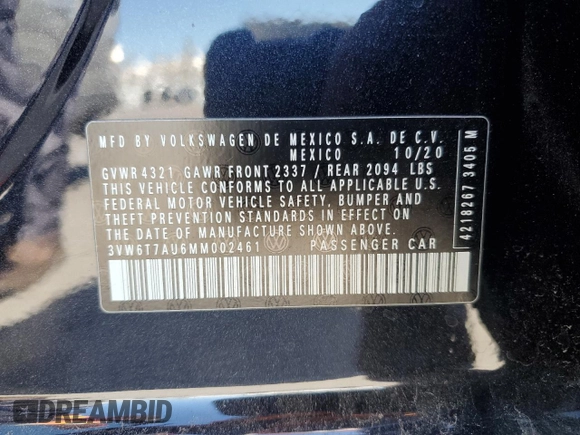 MFD BY VOLKSWAGEN DE MEXICO S.A. DE C.V.
MEXICO 10/20
GVWR 4321 GAWR FRONT 2337 / REAR 2094 LBS
THIS VEHICLE CONFORMS TO ALL APPLICABLE U.S.
FEDERAL MOTOR VEHICLE SAFETY, BUMPER AND
THEFT PREVENTION STANDARDS IN EFFECT ON
THE DATE OF MANUFACTURE SHOWN ABOVE.
3VW6T7AU6MM002461 PASSENGER CAR
4218267 3405 M
DREAMBID